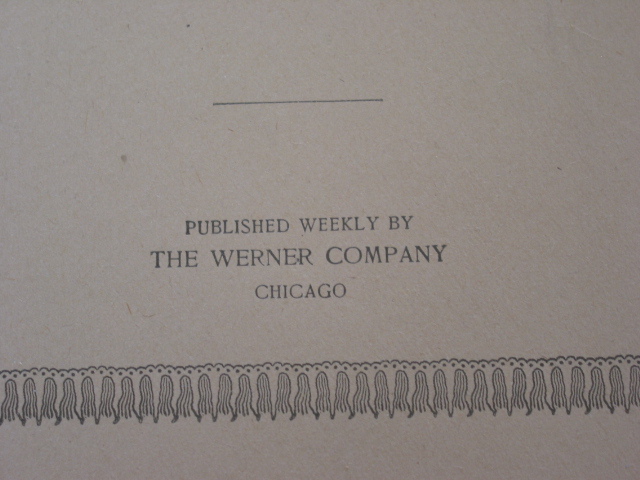 PUBLISHED WEEKLY BY
THE WERNER COMPANY
CHICAGO